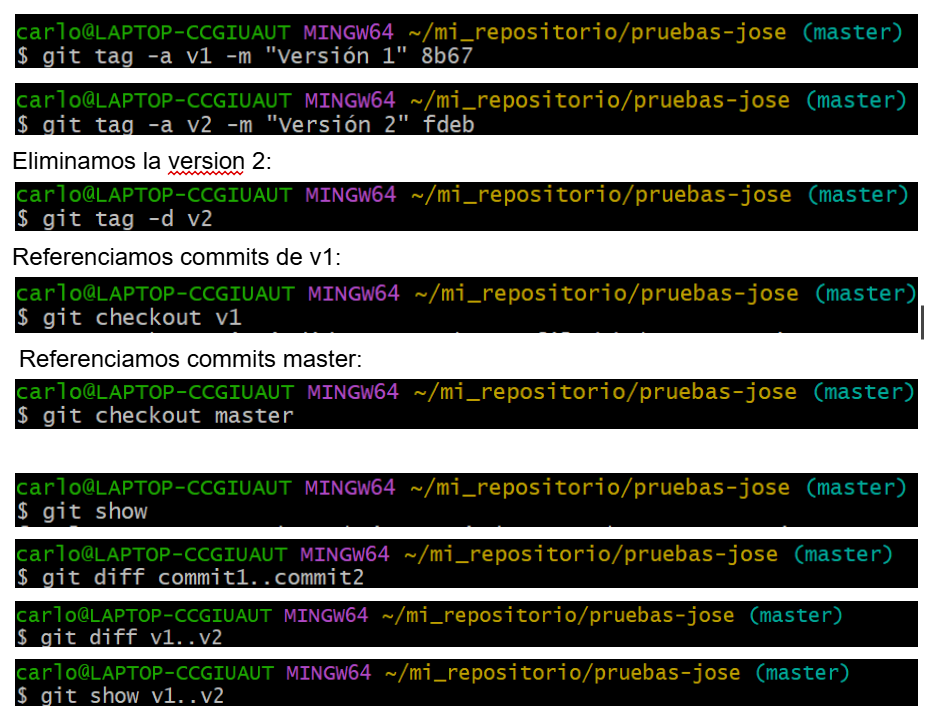 carlo@LAPTOP-CCGIUAUT MINGW64 ~/mi_repositorio/pruebas-jose (master)
$ git tag -a v1 -m "Versión 1" 8b67
carlo@LAPTOP-CCGIUAUT MINGW64 ~/mi_repositorio/pruebas-jose (master)
$ git tag -a v2 -m "Versión 2" fdeb
Eliminamos la version 2:
carlo@LAPTOP-CCGIUAUT MINGW64 ~/mi_repositorio/pruebas-jose (master)
$ git tag -d v2
Referenciamos commits de v1:
carlo@LAPTOP-CCGIUAUT MINGW64 ~/mi_repositorio/pruebas-jose (master)
$ git checkout v1
Referenciamos commits master:
carlo@LAPTOP-CCGIUAUT MINGW64 ~/mi_repositorio/pruebas-jose (master)
$ git checkout master
carlo@LAPTOP-CCGIUAUT MINGW64 ~/mi_repositorio/pruebas-jose (master)
$ git show
carlo@LAPTOP-CCGIUAUT MINGW64 ~/mi_repositorio/pruebas-jose (master)
$ git diff commit1..commit2
carlo@LAPTOP-CCGIUAUT MINGW64 ~/mi_repositorio/pruebas-jose (master)
$ git diff v1..v2
carlo@LAPTOP-CCGIUAUT MINGW64 ~/mi_repositorio/pruebas-jose (master)
$ git show v1..v2